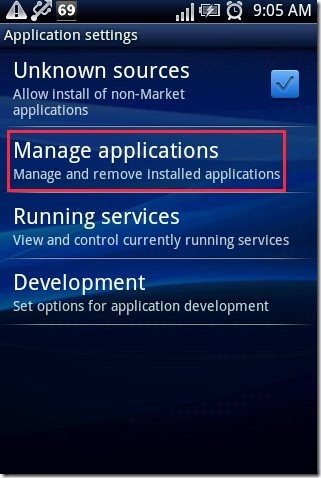 69 9:05 AM
Application settings
Unknown sources
Allow install of non-Market
applications
Manage applications
Manage and remove installed applications
Running services
View and control currently running services
Development
Set options for application development